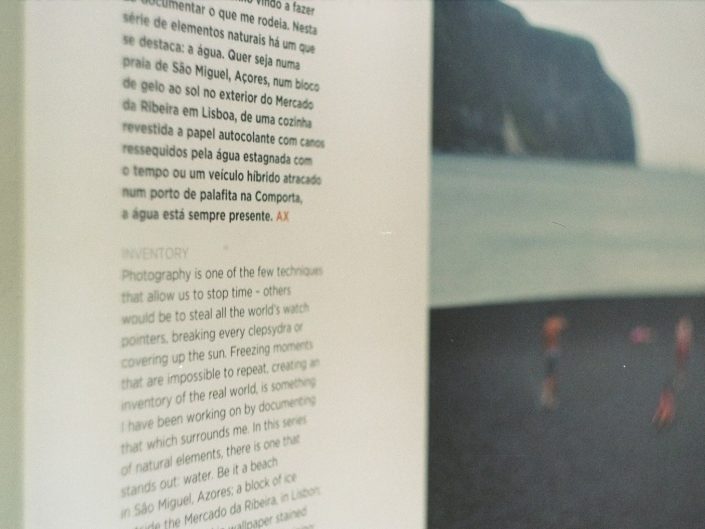 documentar o que me rodeia. Nesta
série de elementos naturais há um que
se destaca: a água. Quer seja numa
praia de São Miguel, Açores, num bloco
de gelo ao sol no exterior do Mercado
da Ribeira em Lisboa, de uma cozinha
revestida a papel autocolante com canos
ressequidos pela água estagnada com
o tempo ou um veículo híbrido atracado
num porto de palafita na Comporta,
a água está sempre presente. AX
INVENTORY
Photography is one of the few techniques
that allow us to stop time - others
would be to steal all the world's watch
pointers, breaking every clepsydra or
covering up the sun. Freezing moments
that are impossible to repeat, creating an
inventory of the real world, is something
I have been working on by documenting
that which surrounds me. In this series
of natural elements, there is one that
stands out: water. Be it a beach
in São Miguel, Azores; a block of ice
the Mercado da Ribeira, in Lisbon;
wallpaper stained